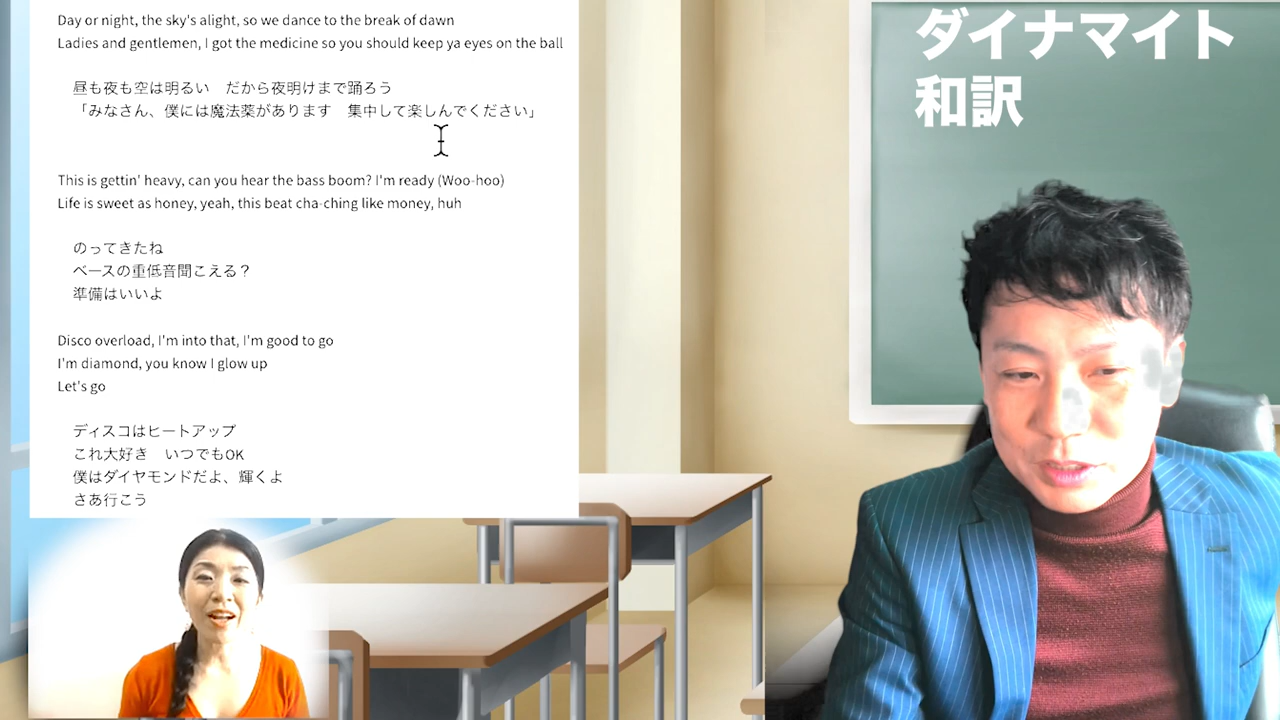 Day or night, the sky's alight, so we dance to the break of dawn
Ladies and gentlemen, I got the medicine so you should keep ya eyes on the ball
昼も夜も空は明るい　だから夜明けまで踊ろう
「みなさん、僕には魔法薬があります　集中して楽しんでください」
This is gettin' heavy, can you hear the bass boom? I'm ready (Woo-hoo)
Life is sweet as honey, yeah, this beat cha-ching like money, huh
のってきたね
ベースの重低音聞こえる？
準備はいいよ
Disco overload, I'm into that, I'm good to go
I'm diamond, you know I glow up
Let's go
ディスコはヒートアップ
これ大好き　いつでもOK
僕はダイヤモンドだよ、輝くよ
さあ行こう
ダイナマイト
和訳